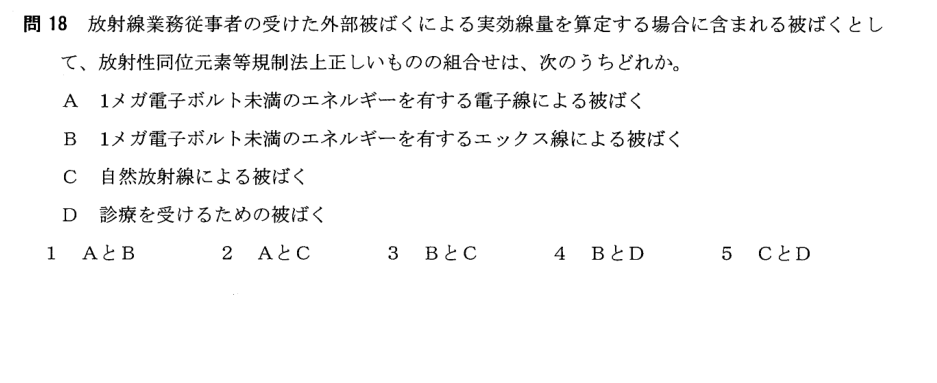 問18 放射線業務従事者の受けた外部被ばくによる実効線量を算定する場合に含まれる被ばくとし
て、放射性同位元素等規制法上正しいものの組合せは、次のうちどれか。
A 1メガ電子ボルト未満のエネルギーを有する電子線による被ばく
B 1メガ電子ボルト未満のエネルギーを有するエックス線による被ばく
C 自然放射線による被ばく
D 診療を受けるための被ばく
1 AとB 2 AとC 3 BとC 4 BとD 5 CとD